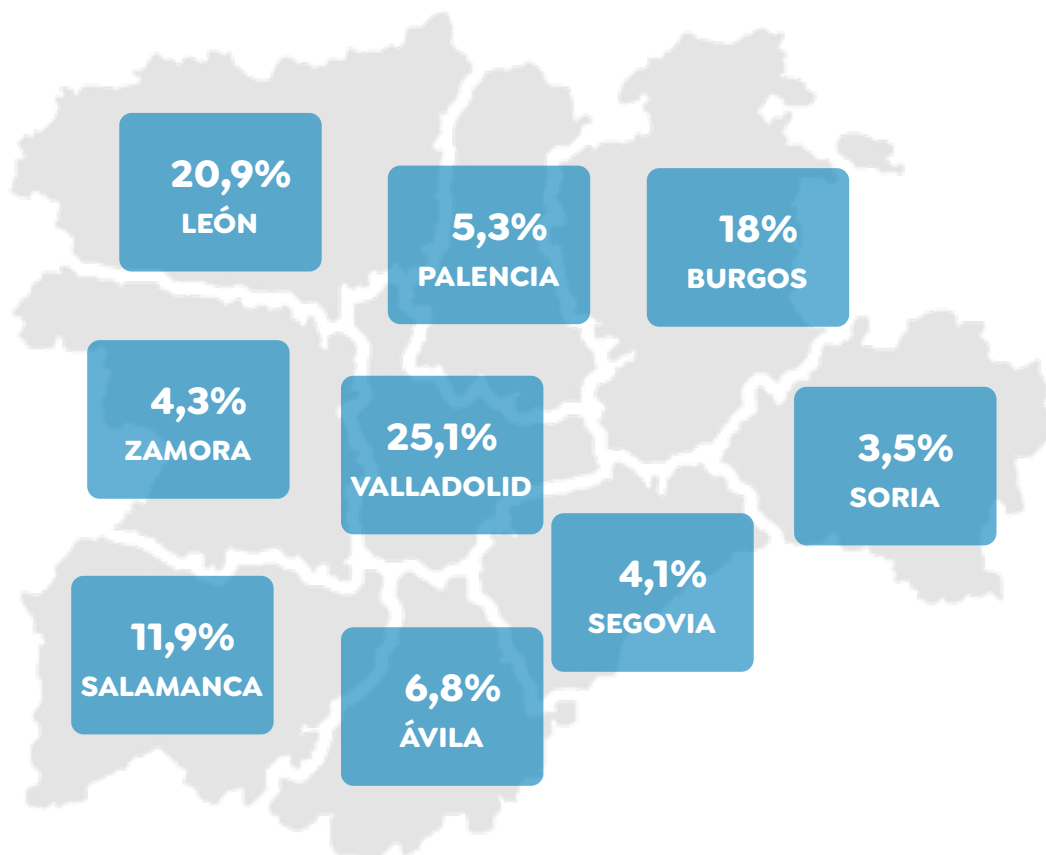 20,9%
LEÓN
5,3%
PALENCIA
18%
BURGOS
4,3%
ZAMORA
25,1%
VALLADOLID
3,5%
SORIA
4,1%
SEGOVIA
11,9%
SALAMANCA
6,8%
ÁVILA